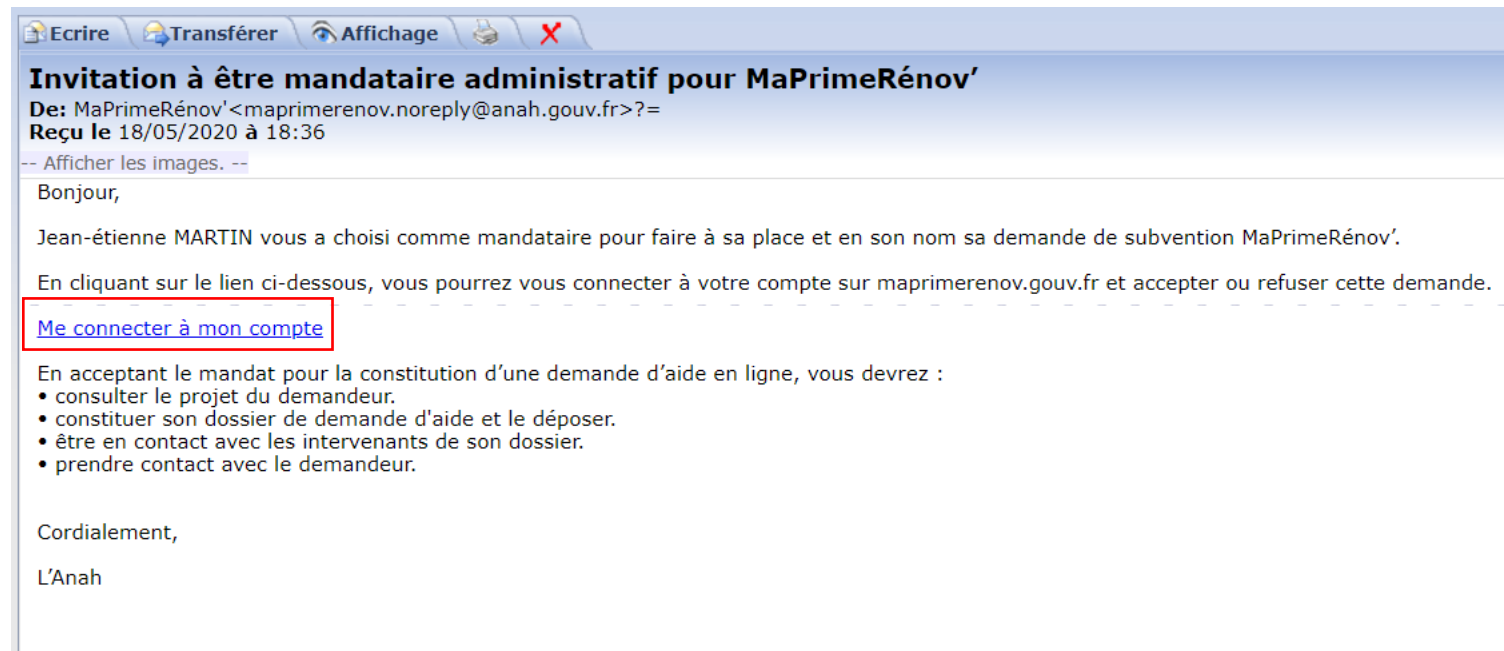 Ecrire Transférer Affichage
Invitation à être mandataire administratif pour MaPrimeRénov’
De: MaPrimeRénov'<maprimerenov.noreply@anah.gouv.fr>?=
Reçu le 18/05/2020 à 18:36
-- Afficher les images. --
Bonjour,
Jean-étienne MARTIN vous a choisi comme mandataire pour faire à sa place et en son nom sa demande de subvention MaPrimeRénov’.
En cliquant sur le lien ci-dessous, vous pourrez vous connecter à votre compte sur maprimerenov.gouv.fr et accepter ou refuser cette demande.
Me connecter à mon compte
En acceptant le mandat pour la constitution d’une demande d’aide en ligne, vous devrez :
• consulter le projet du demandeur.
• constituer son dossier de demande d'aide et le déposer.
• être en contact avec les intervenants de son dossier.
• prendre contact avec le demandeur.
Cordialement,
L’Anah